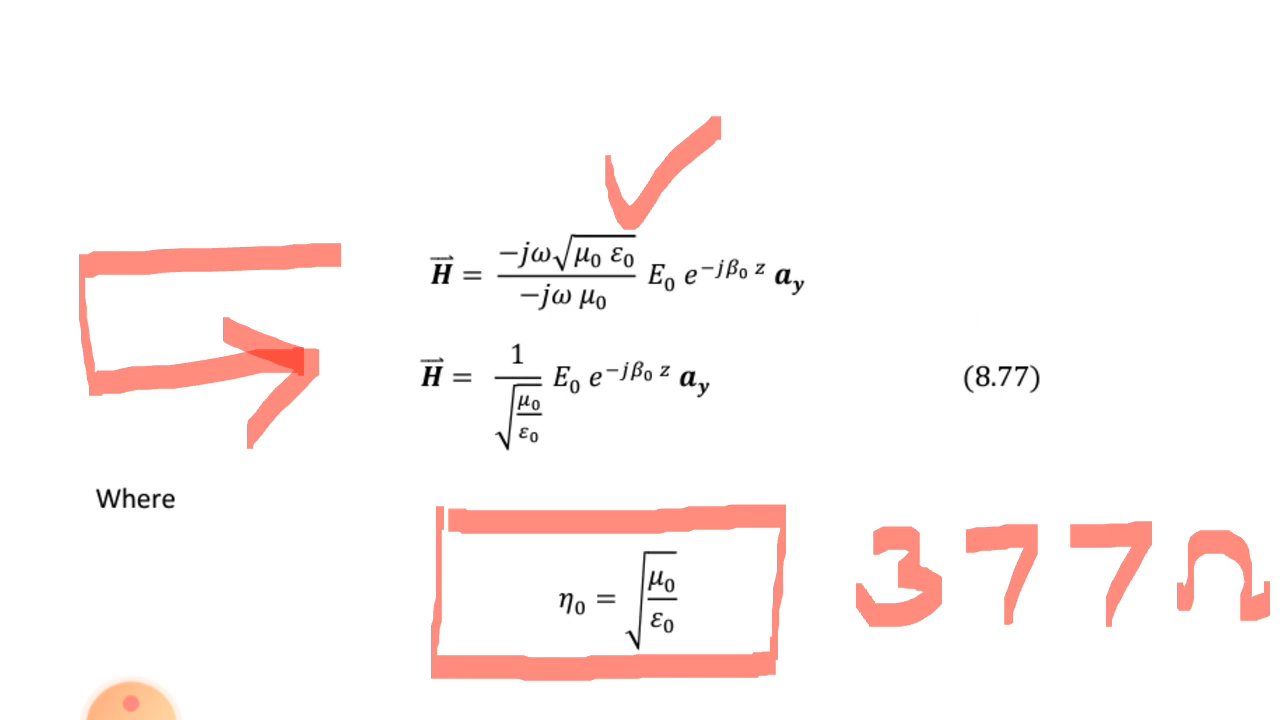 H⃗ = −jω√(μ₀ ε₀) / −jω μ₀ E₀ e^(−jβ₀ z) a_y
H⃗ = 1 / √(μ₀/ε₀) E₀ e^(−jβ₀ z) a_y (8.77)
Where
η₀ = √(μ₀/ε₀) 377Ω